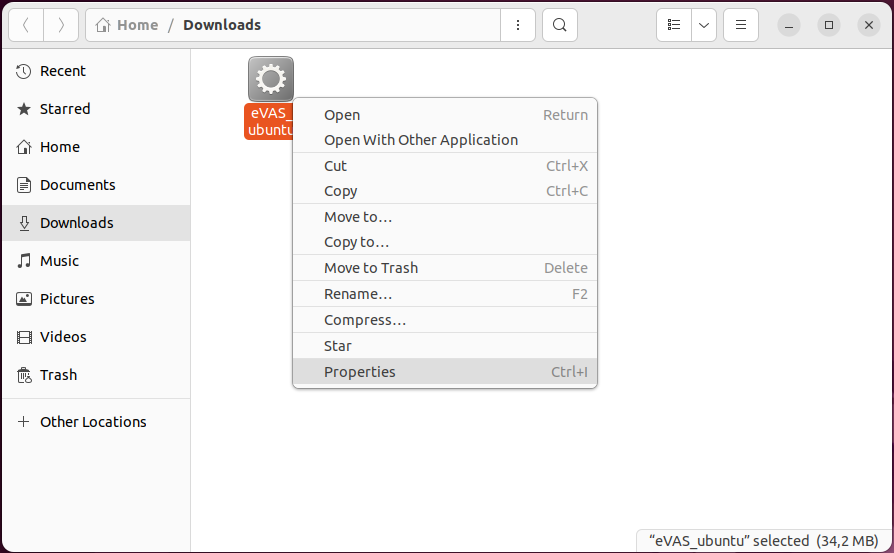 Home / Downloads
Recent
Starred
Home
Documents
Downloads
Music
Pictures
Videos
Trash
Other Locations
eVAS_
ubuntu
Open Return
Open With Other Application
Cut Ctrl+X
Copy Ctrl+C
Move to…
Copy to…
Move to Trash Delete
Rename… F2
Compress…
Star
Properties Ctrl+I
“eVAS_ubuntu” selected (34,2 MB)